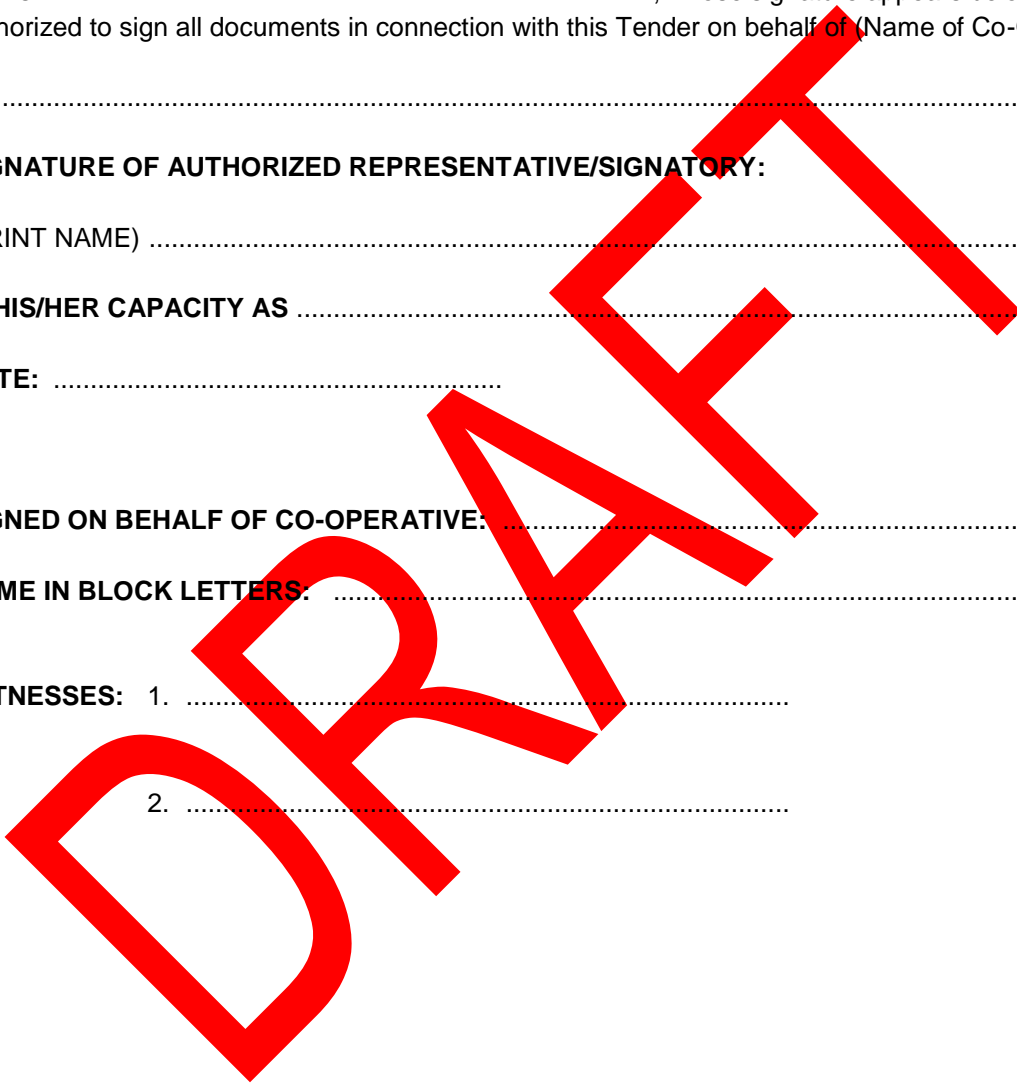 signature appears
horized to sign all documents in connection with this Tender on behalf of (Name of Co-
...........................................................................................................................................
GNATURE OF AUTHORIZED REPRESENTATIVE/SIGNATORY:
RINT NAME) ......................................................................................................................
HIS/HER CAPACITY AS ..................................................................................................
TE: .............................................................
GNED ON BEHALF OF CO-OPERATIVE: .......................................................................
ME IN BLOCK LETTERS: ..............................................................................................
TNESSES: 1. ...................................................................................
2. ...................................................................................
DRAFT